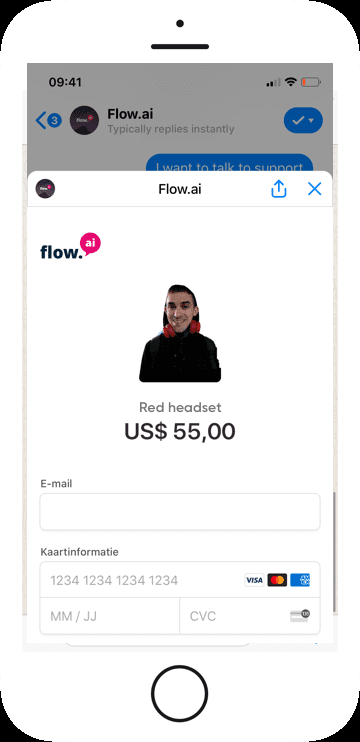 09:41
3
Flow.ai
Typically replies instantly
I want to talk to support
Flow.ai
flow.ai
Red headset
US$ 55,00
E-mail
Kaartinformatie
1234 1234 1234 1234 VISA
MM / JJ CVC